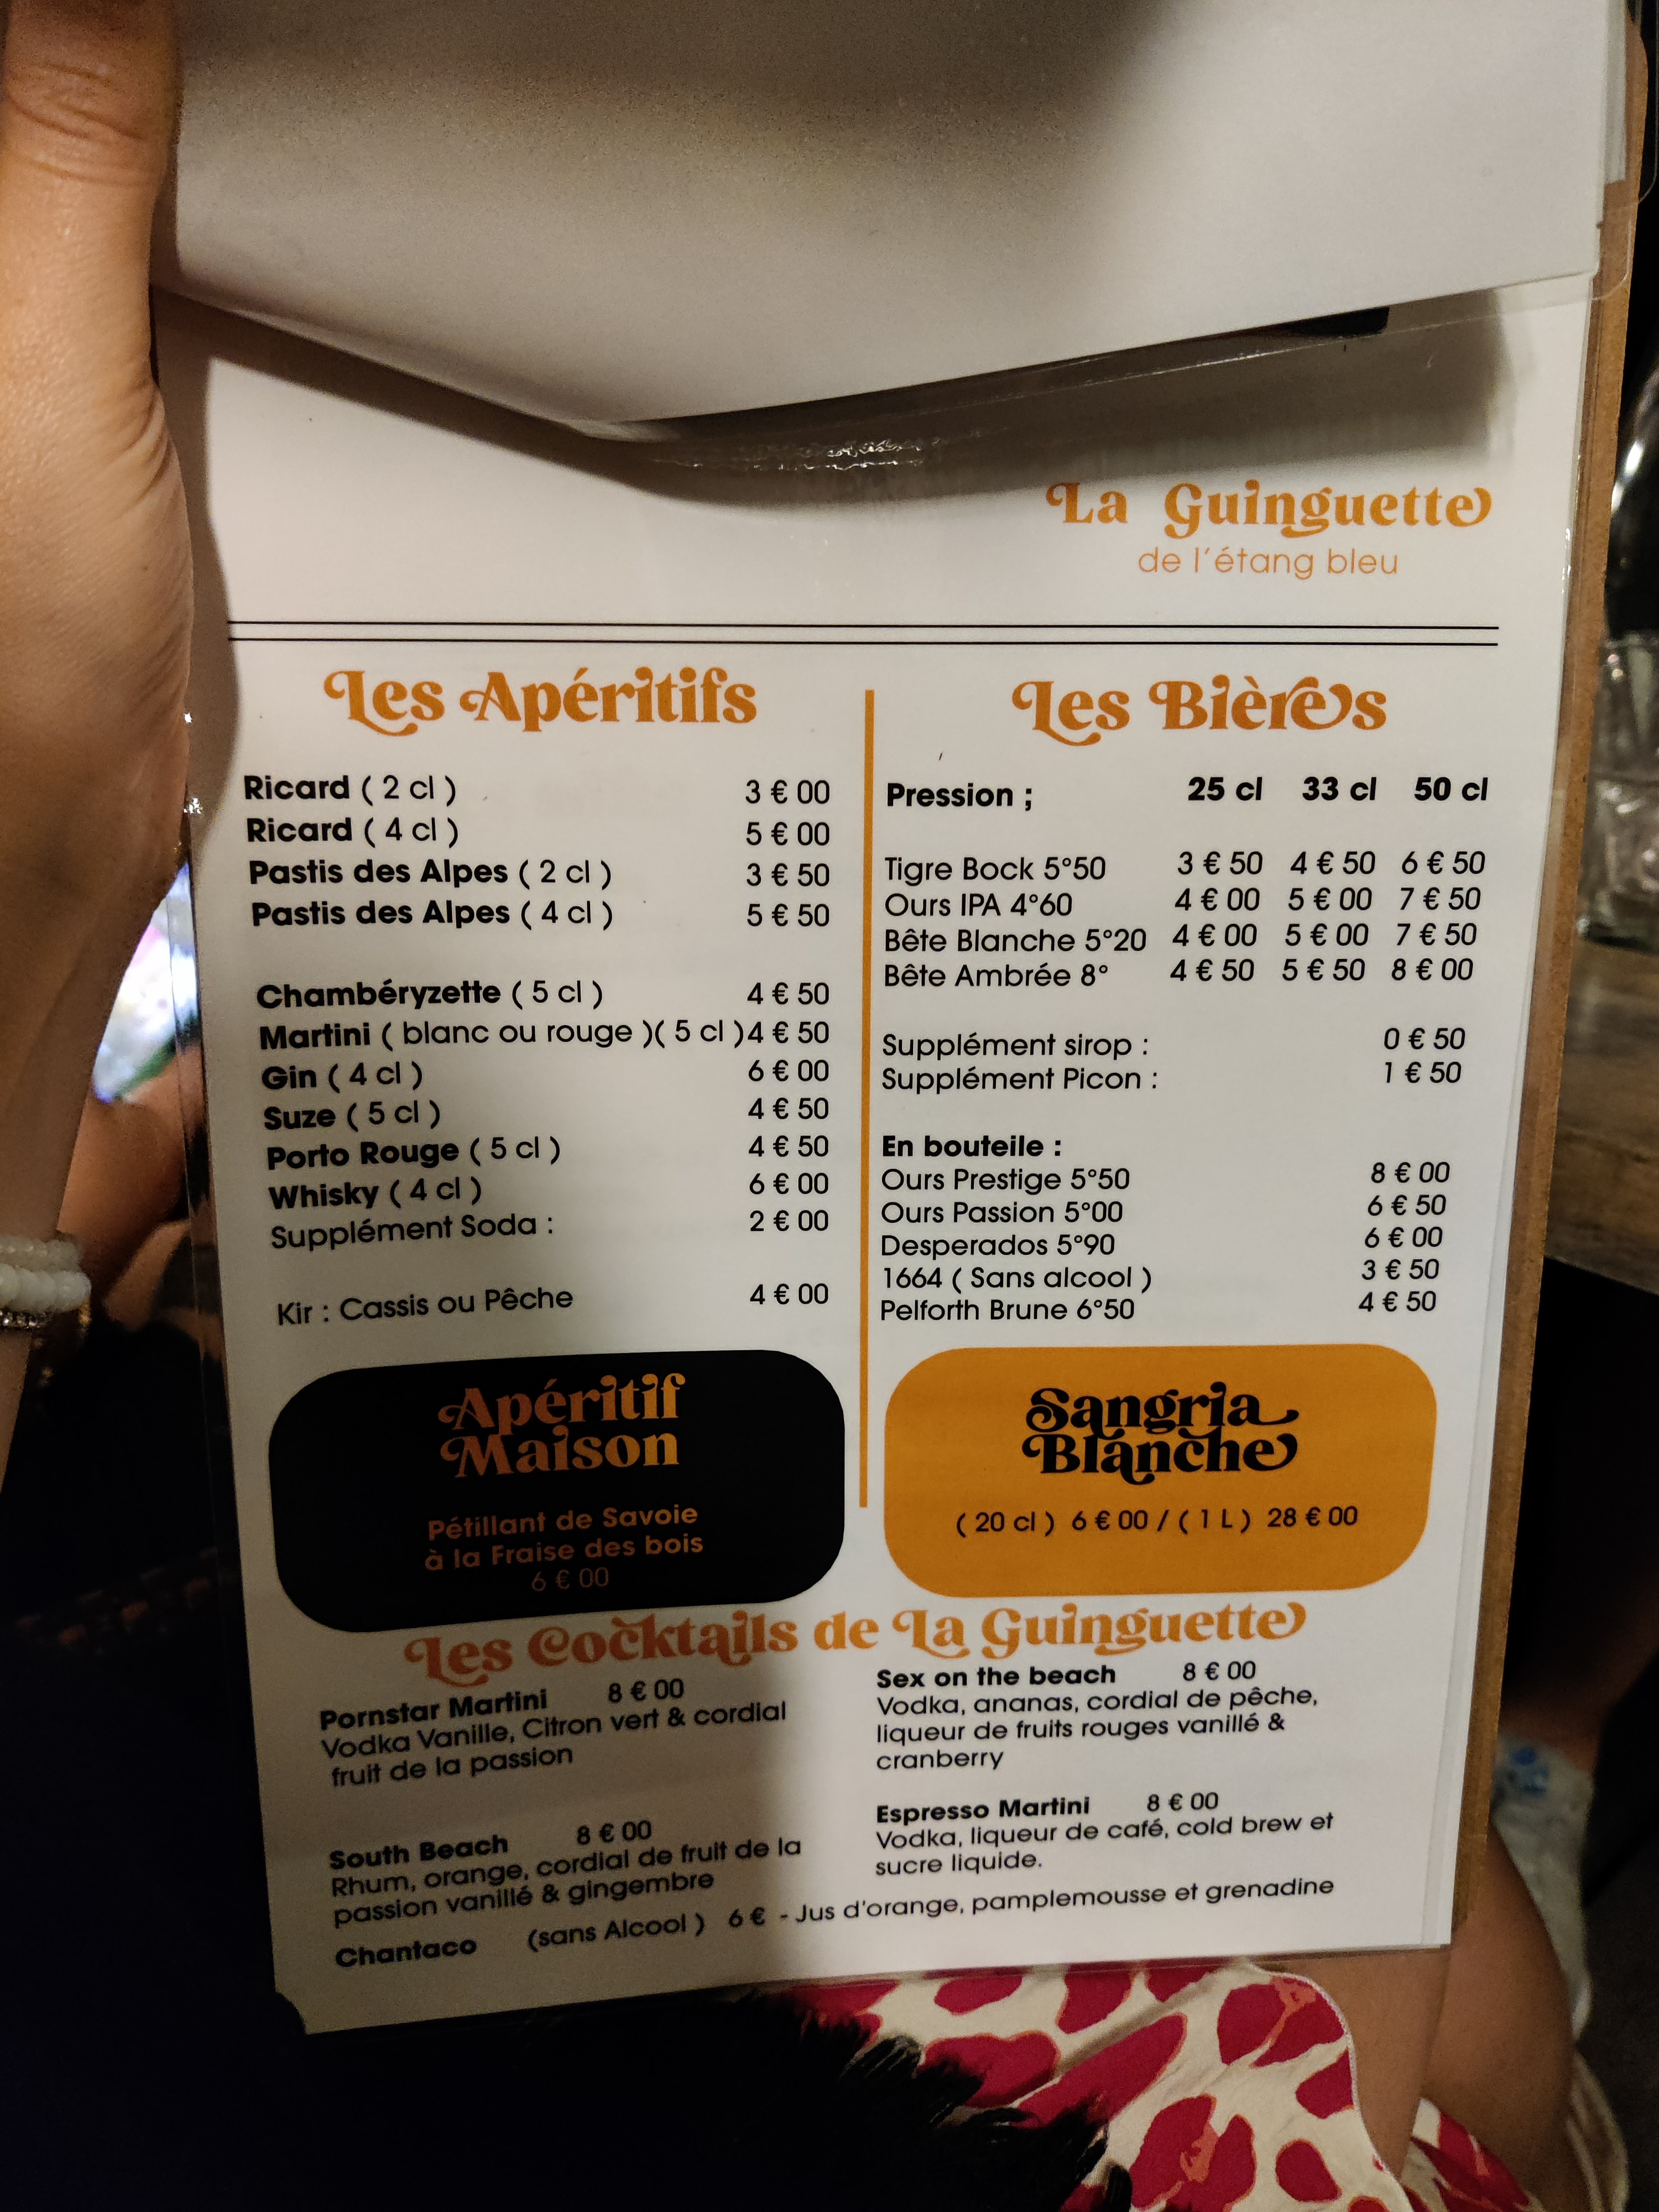 La Guinguette
de l'étang bleu
Les Apéritifs
Ricard ( 2 cl ) 3 € 00
Ricard ( 4 cl ) 5 € 00
Pastis des Alpes ( 2 cl ) 3 € 50
Pastis des Alpes ( 4 cl ) 5 € 50
Chambéryzette ( 5 cl ) 4 € 50
Martini ( blanc ou rouge )( 5 cl )4 € 50
Gin ( 4 cl ) 6 € 00
Suze ( 5 cl ) 4 € 50
Porto Rouge ( 5 cl ) 4 € 50
Whisky ( 4 cl ) 6 € 00
Supplément Soda : 2 € 00
Kir : Cassis ou Pêche 4 € 00
Apéritif
Maison
Pétillant de Savoie
à la Fraise des bois
6 € 00
Les Bières
Pression ; 25 cl 33 cl 50 cl
Tigre Bock 5°50 3 € 50 4 € 50 6 € 50
Ours IPA 4°60 4 € 00 5 € 00 7 € 50
Bête Blanche 5°20 4 € 00 5 € 00 7 € 50
Bête Ambrée 8° 4 € 50 5 € 50 8 € 00
Supplément sirop : 0 € 50
Supplément Picon : 1 € 50
En bouteile :
Ours Prestige 5°50 8 € 00
Ours Passion 5°00 6 € 50
Desperados 5°90 6 € 00
1664 ( Sans alcool ) 3 € 50
Pelforth Brune 6°50 4 € 50
Sangria
Blanche
( 20 cl ) 6 € 00 / ( 1 L ) 28 € 00
Les Cocktails de La Guinguette
Pornstar Martini 8 € 00
Vodka Vanille, Citron vert & cordial
fruit de la passion
South Beach 8 € 00
Rhum, orange, cordial de fruit de la
passion vanillé & gingembre
Sex on the beach 8 € 00
Vodka, ananas, cordial de pêche,
liqueur de fruits rouges vanillé &
cranberry
Espresso Martini 8 € 00
Vodka, liqueur de café, cold brew et
sucre liquide.
Chantaco (sans Alcool ) 6 € - Jus d'orange, pamplemousse et grenadine